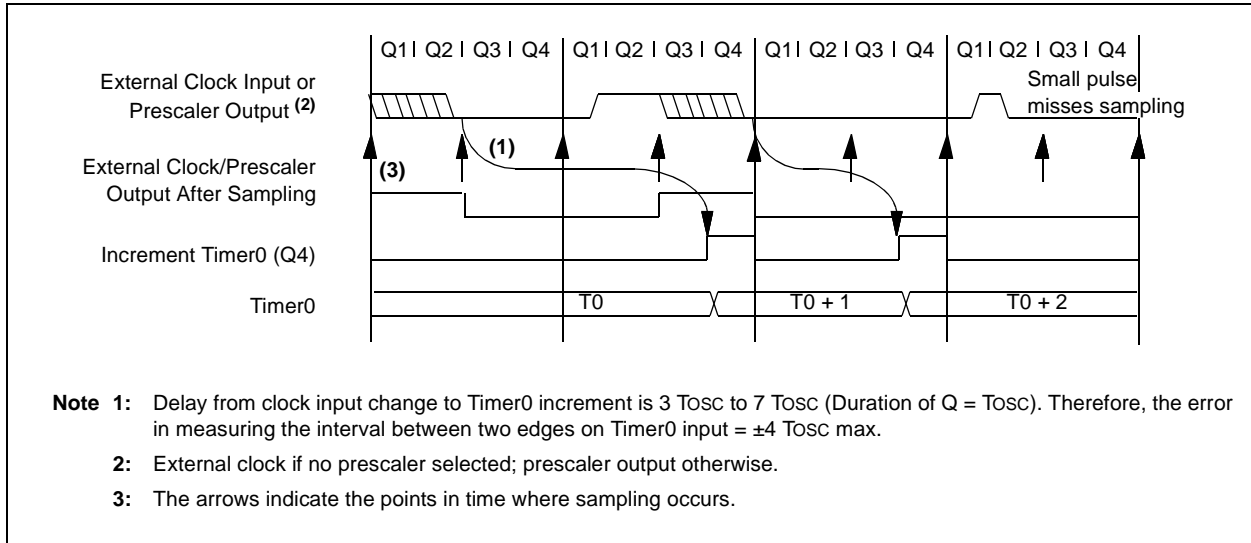 Q1 | Q2 | Q3 | Q4 Q1 | Q2 | Q3 | Q4 Q1 | Q2 | Q3 | Q4 Q1 | Q2 | Q3 | Q4
External Clock Input or
Prescaler Output (2)
Small pulse
misses sampling
(1)
(3)
External Clock/Prescaler
Output After Sampling
Increment Timer0 (Q4)
Timer0
T0 T0 + 1 T0 + 2
Note 1: Delay from clock input change to Timer0 increment is 3 TOSC to 7 TOSC (Duration of Q = TOSC). Therefore, the error
in measuring the interval between two edges on Timer0 input = ±4 TOSC max.
2: External clock if no prescaler selected; prescaler output otherwise.
3: The arrows indicate the points in time where sampling occurs.